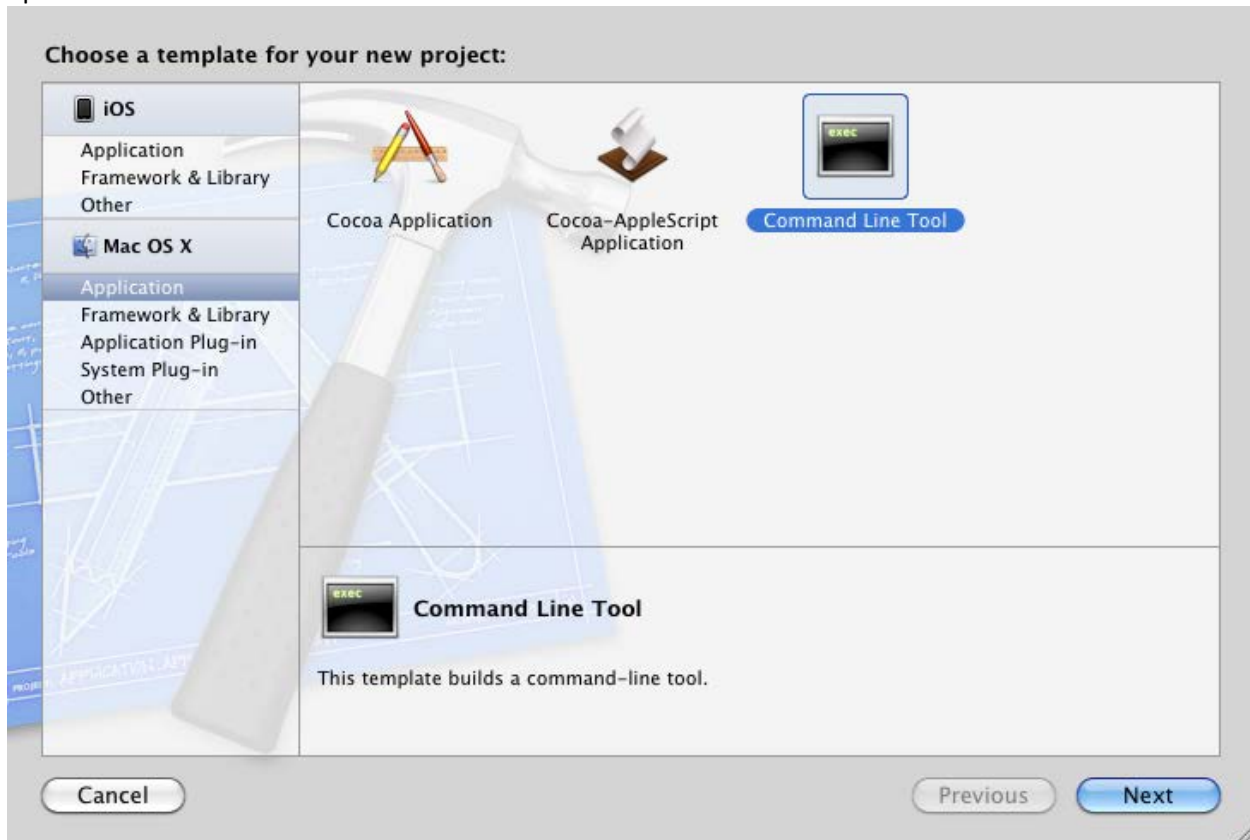 Choose a template for your new project:
iOS
Application
Framework & Library
Other
Mac OS X
Application
Framework & Library
Application Plug-in
System Plug-in
Other
Cocoa Application
Cocoa-AppleScript
Application
exec
Command Line Tool
exec
Command Line Tool
This template builds a command-line tool.
Cancel
Previous
Next